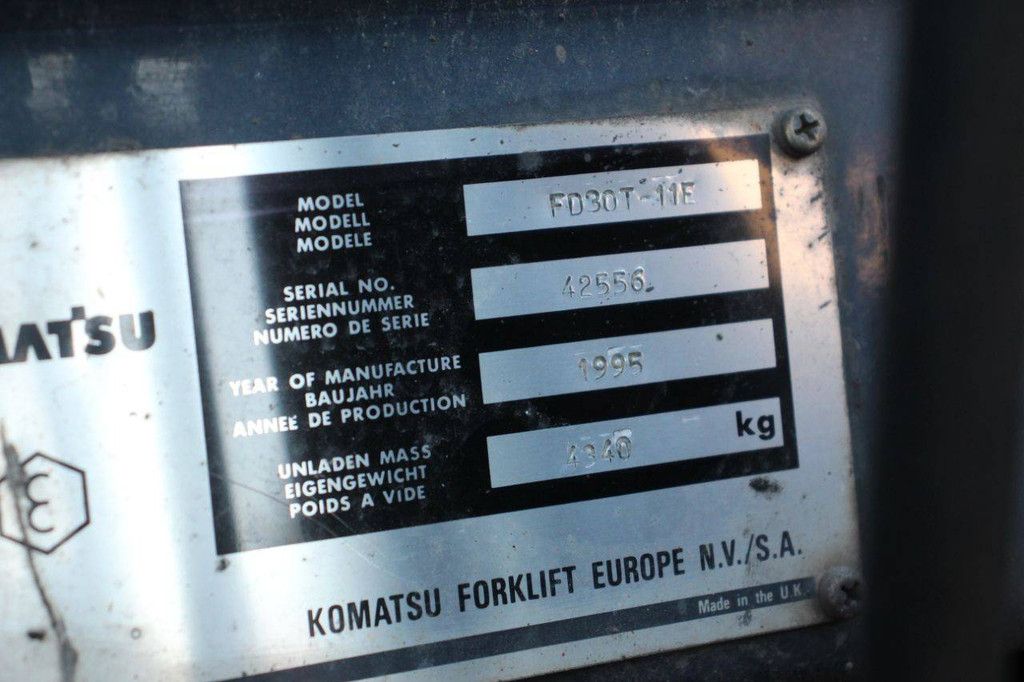 MATSU
MODEL
MODELL
MODELE
FD30T-11E
SERIAL NO.
SERIENNUMMER
NUMERO DE SERIE
42556
YEAR OF MANUFACTURE
BAUJAHR
ANNEE DE PRODUCTION
1995
UNLADEN MASS
EIGENGEWICHT
POIDS A VIDE
4340 kg
KOMATSU FORKLIFT EUROPE N.V./S.A.
Made in the U.K.